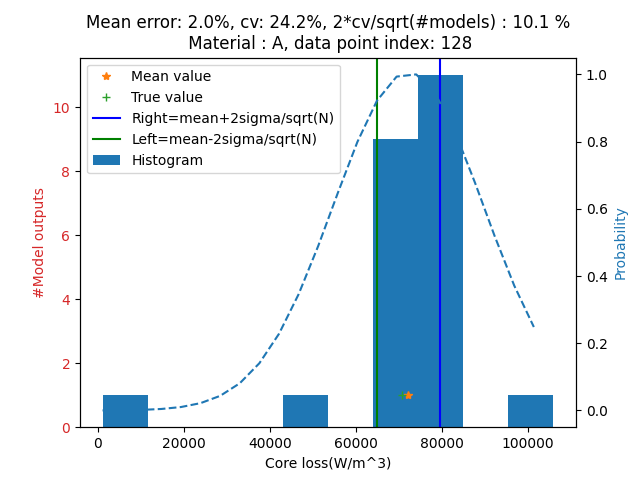 Mean error: 2.0%, cv: 24.2%, 2*cv/sqrt(#models) : 10.1 %
Material : A, data point index: 128
Mean value
True value
Right=mean+2sigma/sqrt(N)
Left=mean-2sigma/sqrt(N)
Histogram
#Model outputs
10
8
6
4
2
0
1.0
0.8
0.6
0.4
0.2
0.0
Probability
0 20000 40000 60000 80000 100000
Core loss(W/m^3)